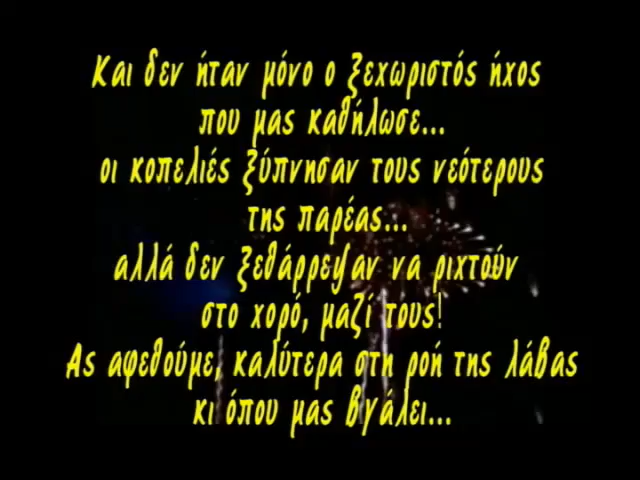 Και δεν ήταν μόνο ο ξεχωριστός ήχος
που μας καθήλωσε...
οι κοπελιές ξύπνησαν τους νεότερους
της παρέας...
αλλά δεν ξεθάρρεψαν να ριχτούν
στο χορό, μαζί τους!
Ας αφεθούμε, καλύτερα στη ροή της λάβας
κι όπου μας βγάλει...